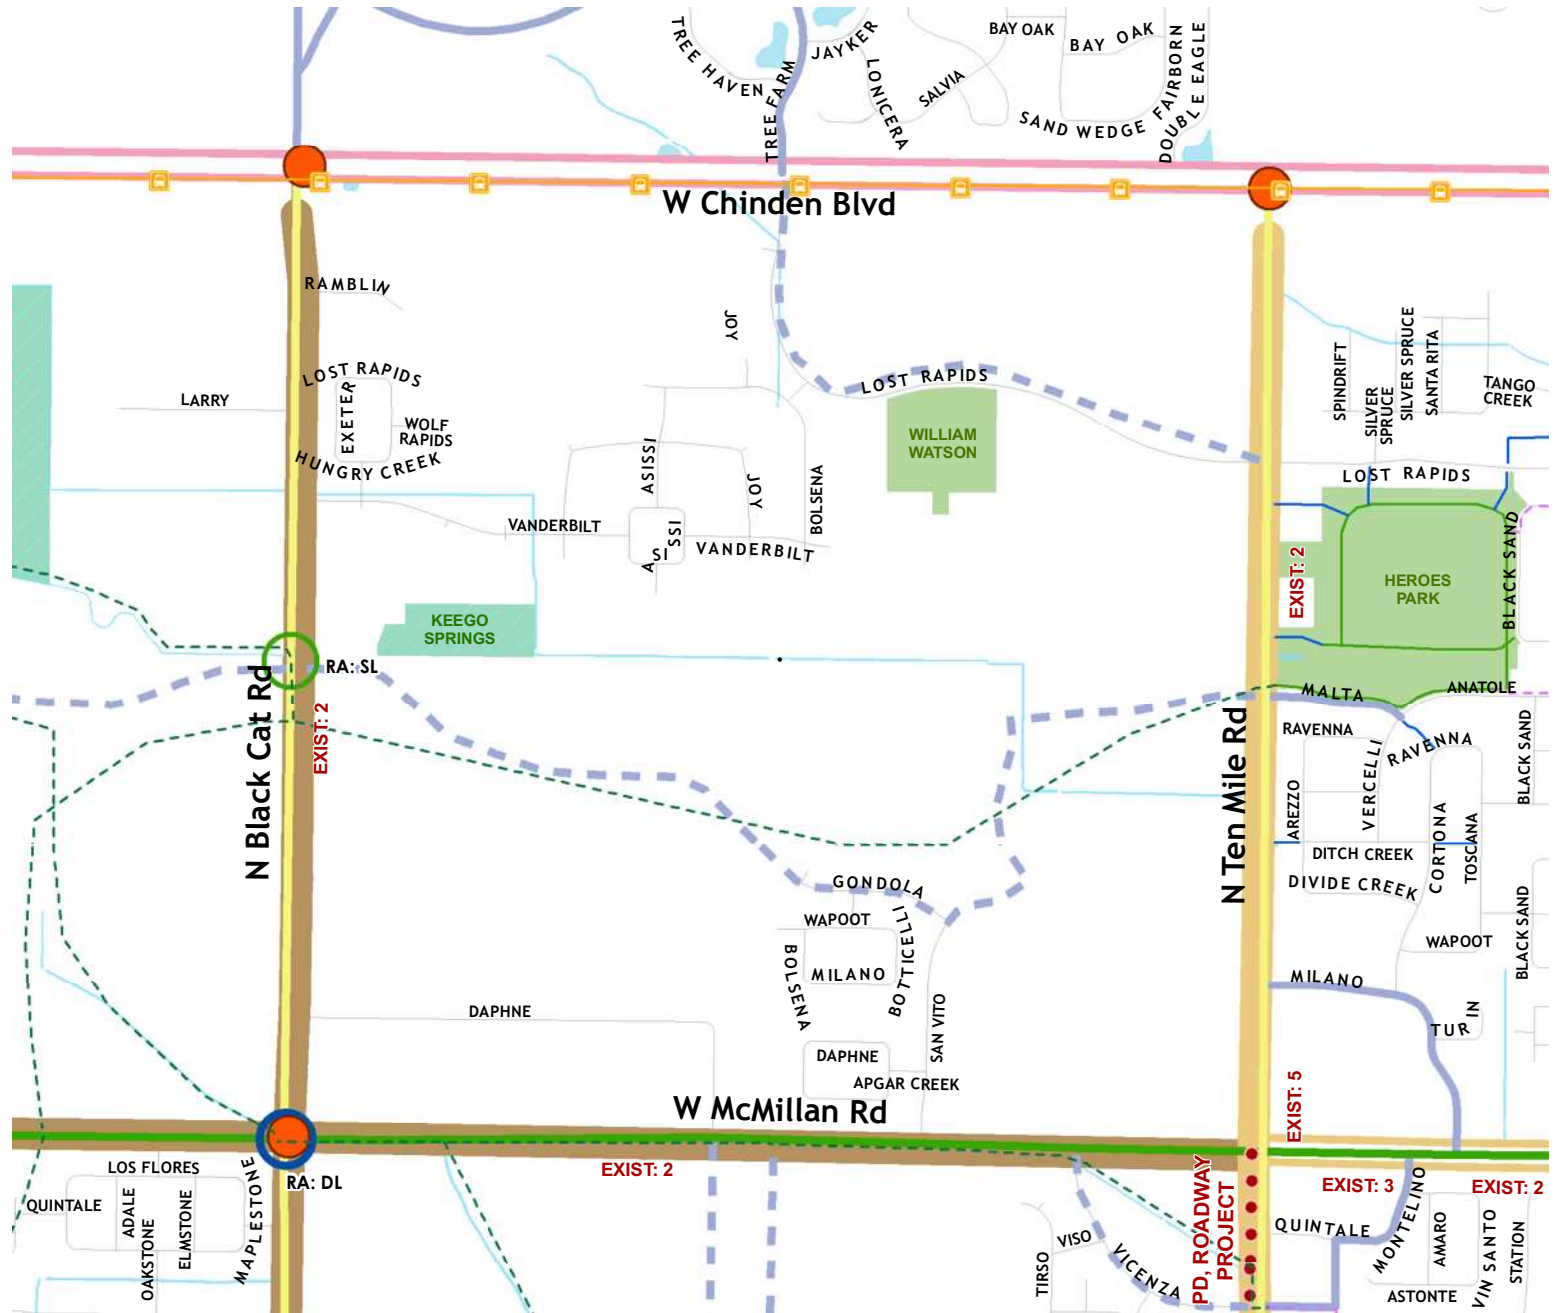 TREE HAVEN
TREE FARM
JAYKER
LONICERA
SALVIA
BAY OAK
BAY OAK
SAND WEDGE
FAIRBORN
DOUBLE EAGLE
W Chinden Blvd
RAMBLIN
JOY
LOST RAPIDS
EXETER
LARRY
WOLF
RAPIDS
HUNGRY CREEK
LOST RAPIDS
WILLIAM
WATSON
SPINDRIFT
SILVER
SPRUCE
SILVER SPRUCE
SANTA RITA
TANGO
CREEK
LOST RAPIDS
ASISSI
JOY
BOLSENA
VANDERBILT
ASISSI
VANDERBILT
EXIST: 2
HEROES
PARK
BLACK SAND
KEEGO
SPRINGS
RA: SL
N Black Cat Rd
EXIST: 2
MALTA
ANATOLE
N Ten Mile Rd
RAVENNA
VERCELLI
RAVENNA
BLACK SAND
AREZZO
DITCH CREEK
CORTONA
TOSCANA
DIVIDE CREEK
GONDOLA
WAPOOT
BOTTICELLI
BOLSENA
MILANO
WAPOOT
BLACK SAND
MILANO
TURIN
DAPHNE
SAN VITO
DAPHNE
APGAR CREEK
W McMillan Rd
EXIST: 5
EXIST: 2
RA: DL
LOS FLORES
MAPLESTONE
QUINTALE
ADALE
OAKSTONE
ELMSTONE
PD, ROADWAY
PROJECT
EXIST: 3
EXIST: 2
QUINTALE
MONTELINO
AMARO
VIN SANTO
STATION
ASTONTE
TIRSO
VISO
VICENZA